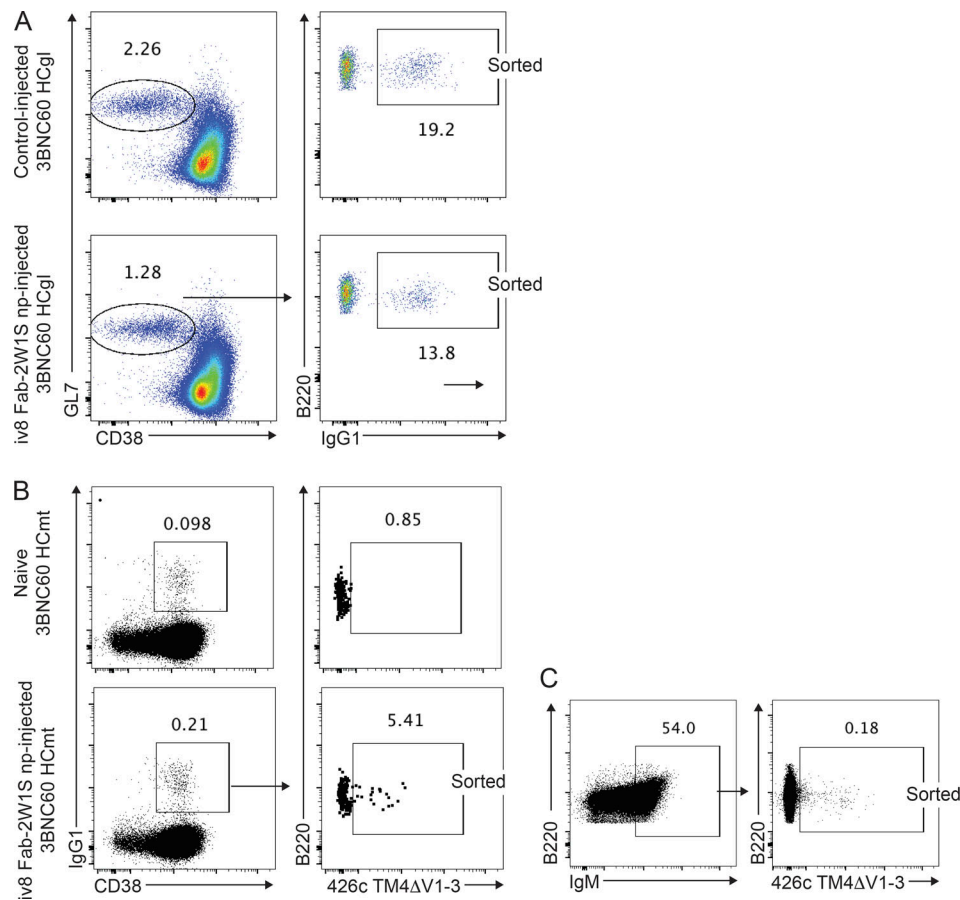 A
Control-injected
3BNC60 HCgl
2.26
Sorted
19.2
iv8 Fab-2W1S np-injected
3BNC60 HCgl
1.28
Sorted
13.8
GL7
CD38
B220
IgG1
B
Naive
3BNC60 HCmt
0.098
0.85
iv8 Fab-2W1S np-injected
3BNC60 HCmt
0.21
5.41
Sorted
IgG1
CD38
B220
426c TM4ΔV1-3
C
54.0
0.18
Sorted
B220
IgM
B220
426c TM4ΔV1-3